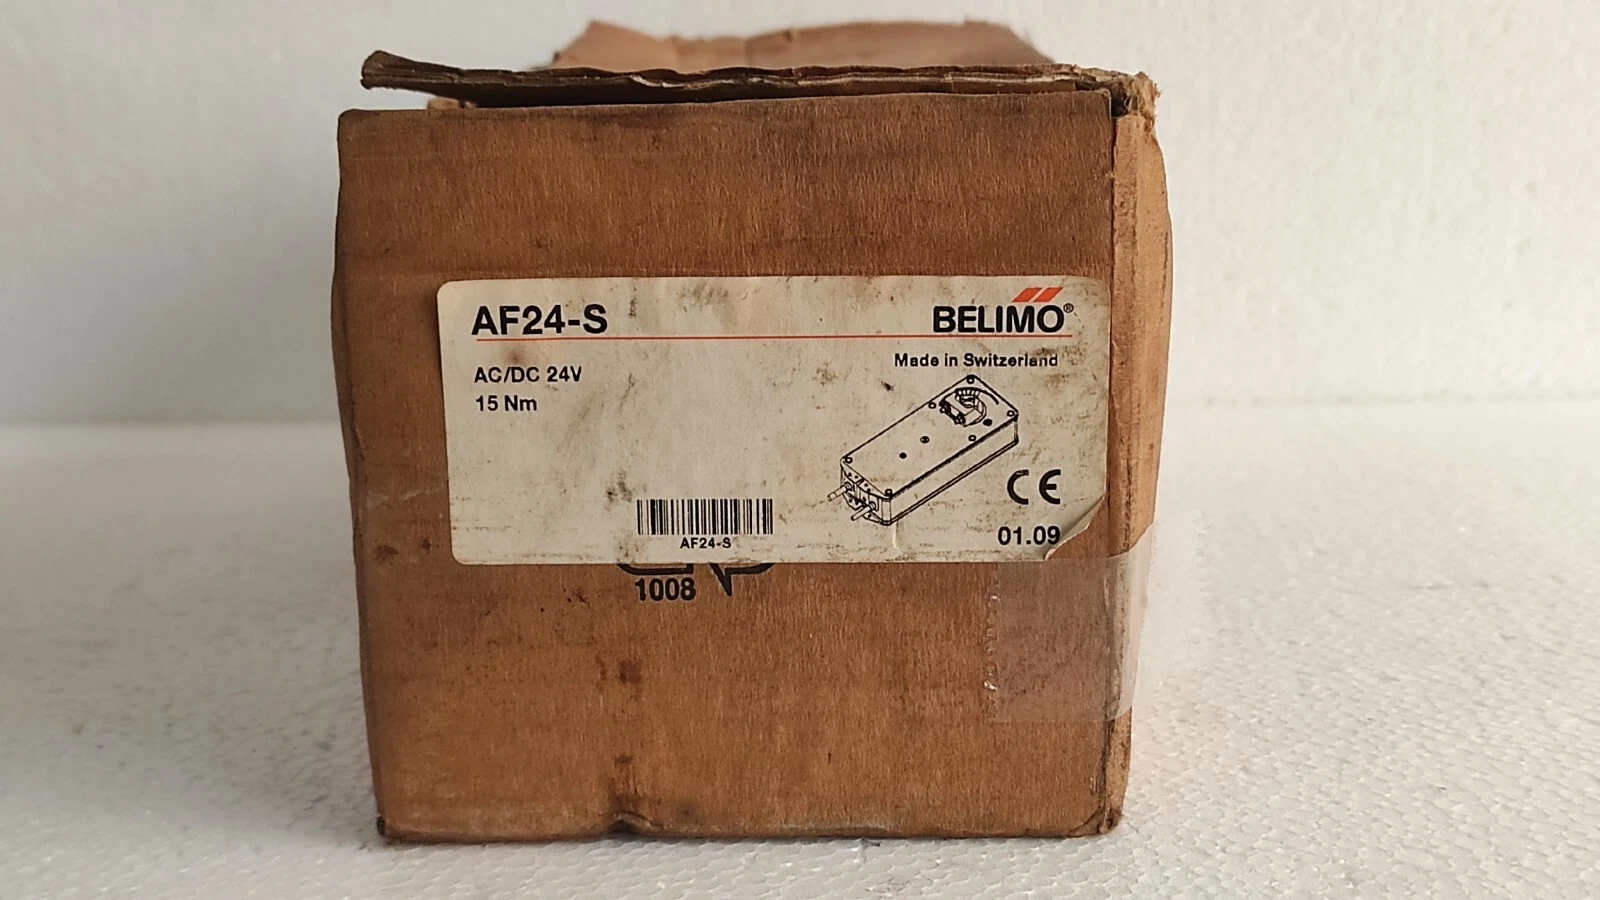 AF24-S
BELIMO®
Made in Switzerland
AC/DC 24V
15 Nm
CE
AF24-S
01.09
1008